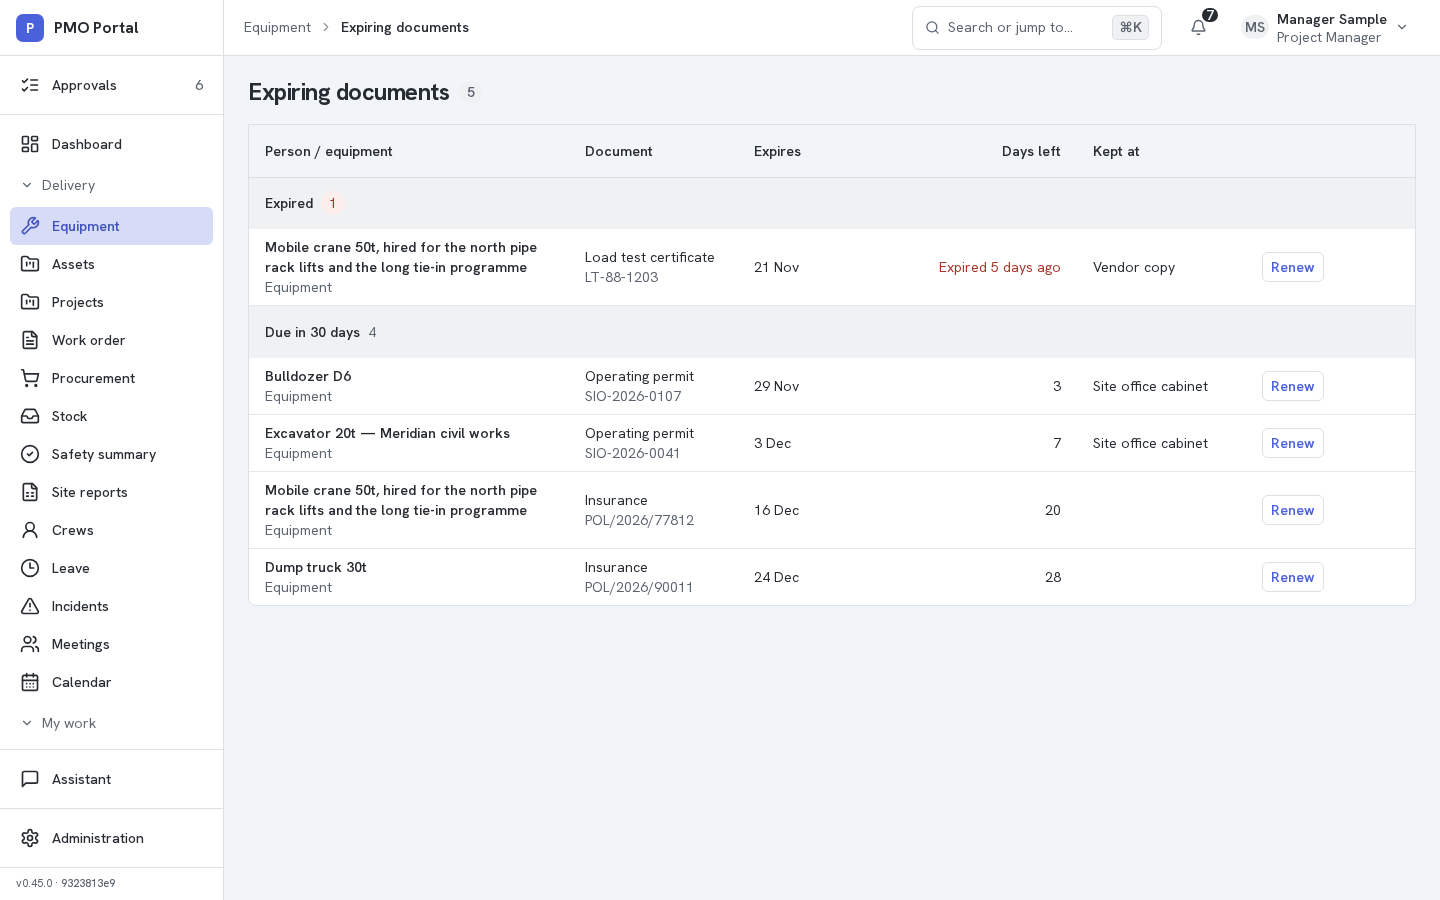 P PMO Portal
Equipment > Expiring documents
Search or jump to... ⌘K
7
MS Manager Sample
Project Manager
Approvals 6
Dashboard
Delivery
Equipment
Assets
Projects
Work order
Procurement
Stock
Safety summary
Site reports
Crews
Leave
Incidents
Meetings
Calendar
My work
Assistant
Administration
v0.45.0 · 9323813e9
Expiring documents 5
Person / equipment Document Expires Days left Kept at
Expired 1
Mobile crane 50t, hired for the north pipe
rack lifts and the long tie-in programme
Equipment
Load test certificate
LT-88-1203
21 Nov
Expired 5 days ago
Vendor copy
Renew
Due in 30 days 4
Bulldozer D6
Equipment
Operating permit
SIO-2026-0107
29 Nov
3
Site office cabinet
Renew
Excavator 20t — Meridian civil works
Equipment
Operating permit
SIO-2026-0041
3 Dec
7
Site office cabinet
Renew
Mobile crane 50t, hired for the north pipe
rack lifts and the long tie-in programme
Equipment
Insurance
POL/2026/77812
16 Dec
20
Renew
Dump truck 30t
Equipment
Insurance
POL/2026/90011
24 Dec
28
Renew